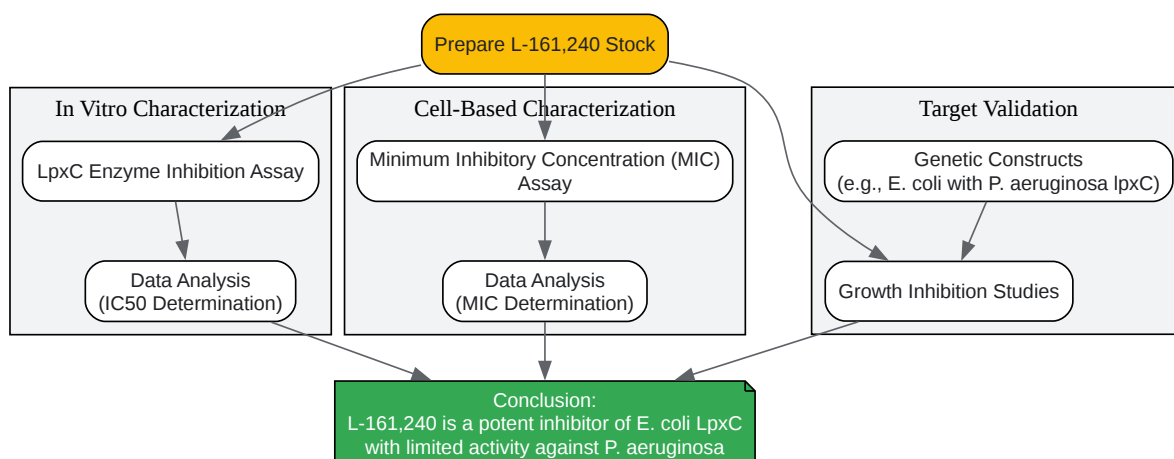 Prepare L-161,240 Stock
In Vitro Characterization
Cell-Based Characterization
Target Validation
LpxC Enzyme Inhibition Assay
Minimum Inhibitory Concentration (MIC)
Assay
Genetic Constructs
(e.g., E. coli with P. aeruginosa lpxC)
Data Analysis
(IC50 Determination)
Data Analysis
(MIC Determination)
Growth Inhibition Studies
Conclusion:
L-161,240 is a potent inhibitor of E. coli LpxC
with limited activity against P. aeruginosa